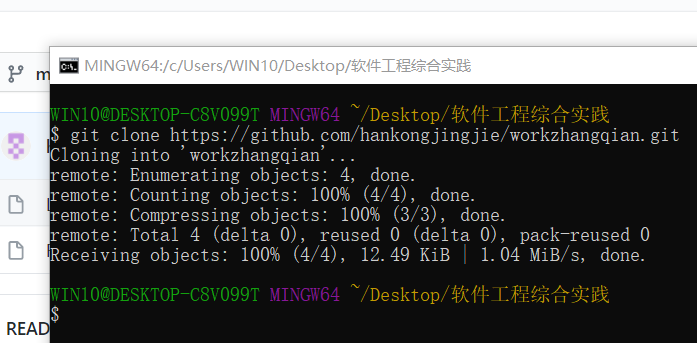 MINGW64:/c/Users/WIN10/Desktop/软件工程综合实践
m
WIN10@DESKTOP-C8V099T MINGW64 ~/Desktop/软件工程综合实践
$ git clone https://github.com/hankongjingjie/workzhangqian.git
Cloning into 'workzhangqian'...
remote: Enumerating objects: 4, done.
remote: Counting objects: 100% (4/4), done.
remote: Compressing objects: 100% (3/3), done.
remote: Total 4 (delta 0), reused 0 (delta 0), pack-reused 0
Receiving objects: 100% (4/4), 12.49 KiB | 1.04 MiB/s, done.
WIN10@DESKTOP-C8V099T MINGW64 ~/Desktop/软件工程综合实践
$
READ